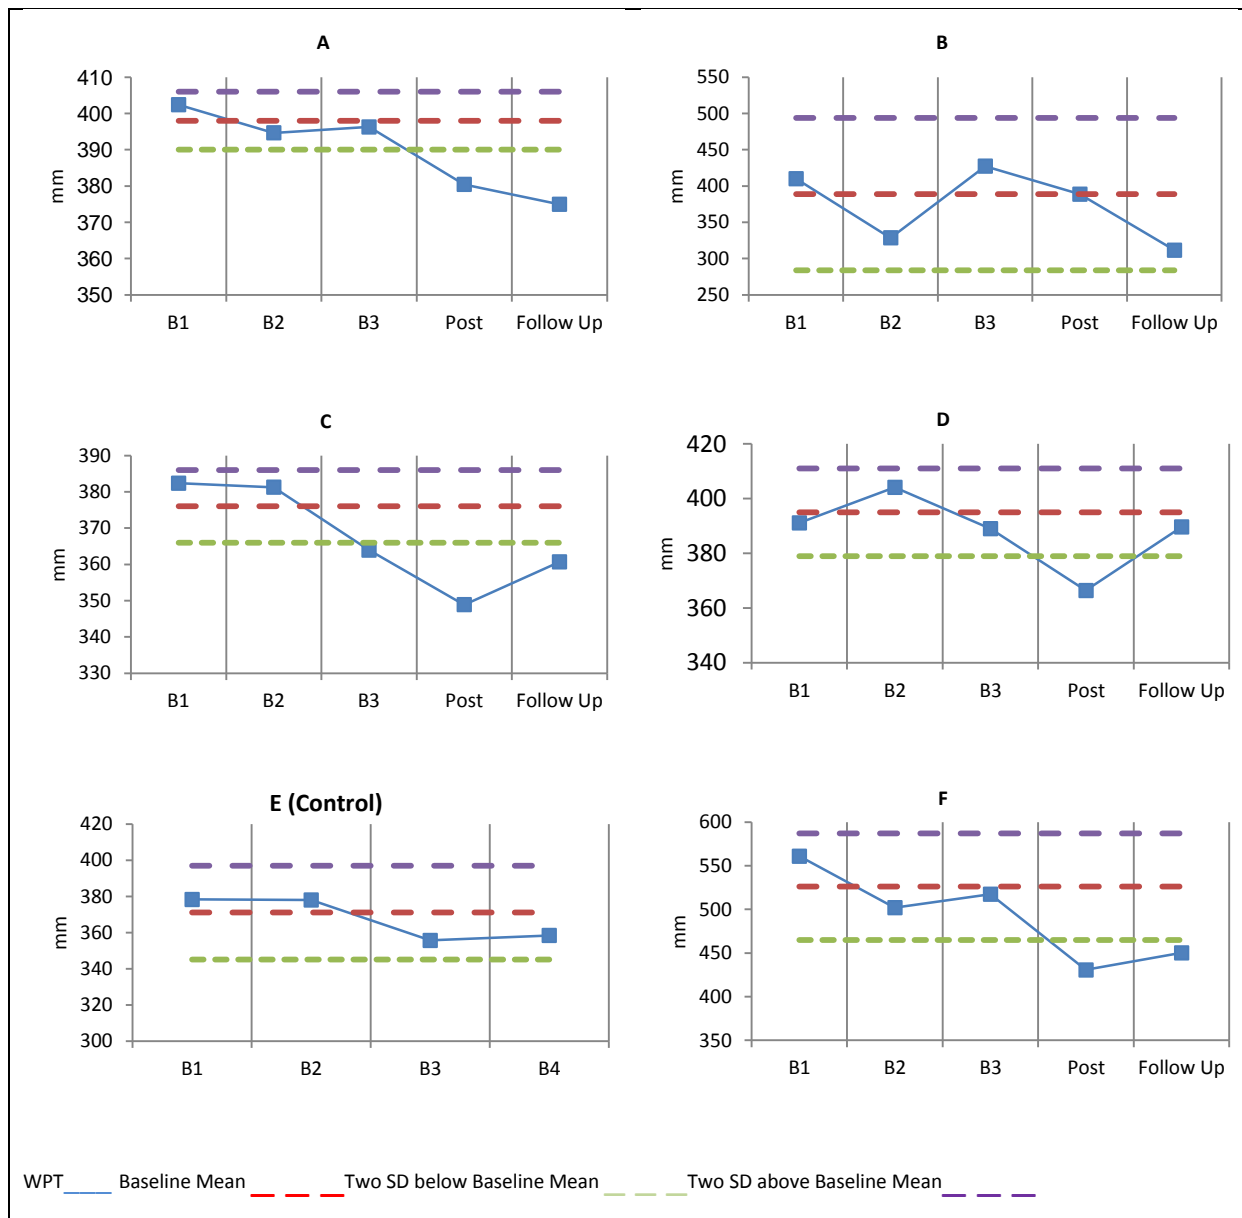 A
410
400
390
380
370
360
350
mm
B1 B2 B3 Post Follow Up
B
550
500
450
400
350
300
250
mm
B1 B2 B3 Post Follow Up
C
390
380
370
360
350
340
330
mm
B1 B2 B3 Post Follow Up
D
420
400
380
360
340
mm
B1 B2 B3 Post Follow Up
E (Control)
420
400
380
360
340
320
300
mm
B1 B2 B3 B4
F
600
550
500
450
400
350
mm
B1 B2 B3 Post Follow Up
WPT Baseline Mean Two SD below Baseline Mean Two SD above Baseline Mean